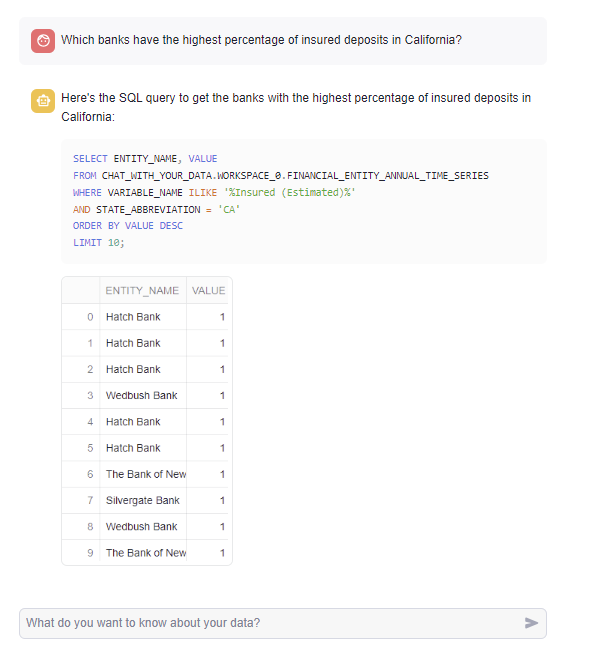 Which banks have the highest percentage of insured deposits in California?
Here's the SQL query to get the banks with the highest percentage of insured deposits in
California:
SELECT ENTITY_NAME, VALUE
FROM CHAT_WITH_YOUR_DATA.WORKSPACE_0.FINANCIAL_ENTITY_ANNUAL_TIME_SERIES
WHERE VARIABLE_NAME ILIKE '%Insured (Estimated)%'
AND STATE_ABBREVIATION = 'CA'
ORDER BY VALUE DESC
LIMIT 10;
ENTITY_NAME VALUE
0 Hatch Bank 1
1 Hatch Bank 1
2 Hatch Bank 1
3 Wedbush Bank 1
4 Hatch Bank 1
5 Hatch Bank 1
6 The Bank of New 1
7 Silvergate Bank 1
8 Wedbush Bank 1
9 The Bank of New 1
What do you want to know about your data?